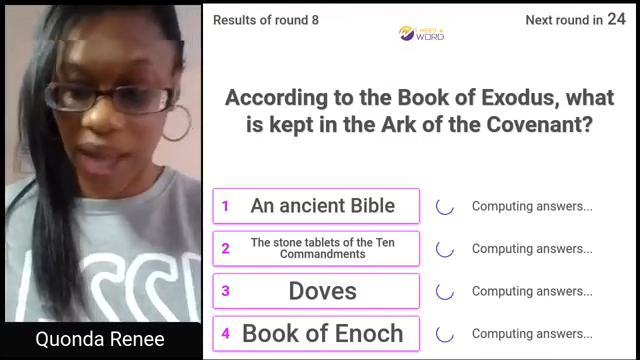 Results of round 8
I NEED A
WORD
Next round in 24
According to the Book of Exodus, what
is kept in the Ark of the Covenant?
1 An ancient Bible Computing answers...
2 The stone tablets of the Ten
Commandments Computing answers...
3 Doves Computing answers...
4 Book of Enoch Computing answers...
Quonda Renee